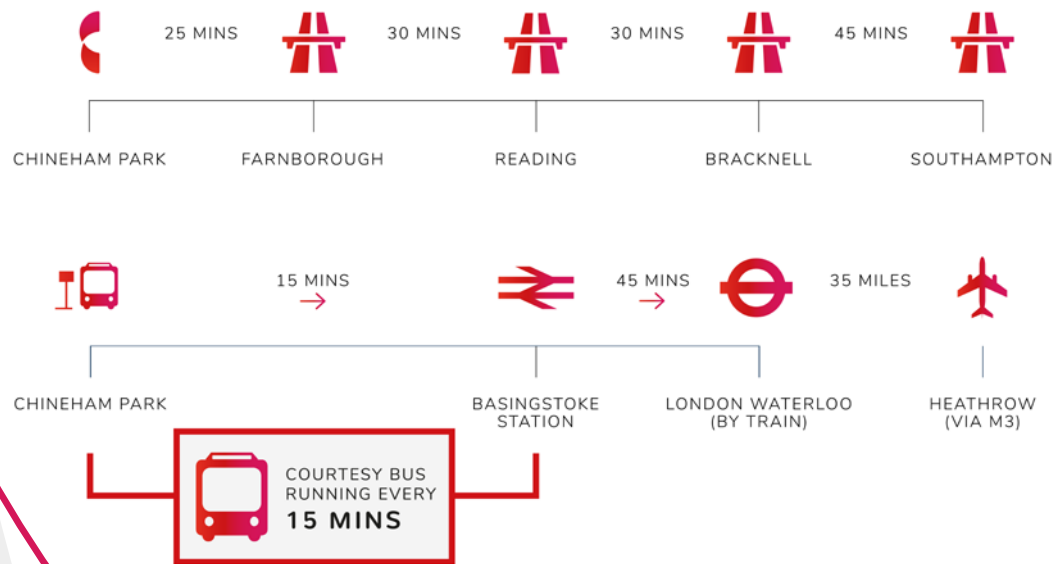 25 MINS
30 MINS
30 MINS
45 MINS
CHINEHAM PARK
FARNBOROUGH
READING
BRACKNELL
SOUTHAMPTON
15 MINS
45 MINS
35 MILES
CHINEHAM PARK
BASINGSTOKE
STATION
LONDON WATERLOO
(BY TRAIN)
HEATHROW
(VIA M3)
COURTESY BUS
RUNNING EVERY
15 MINS